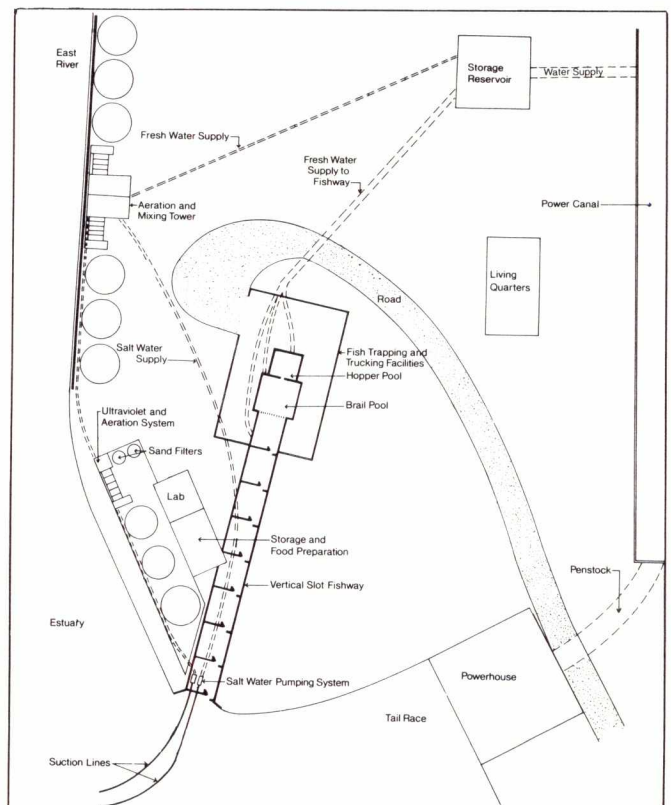 East
River
Storage
Reservoir
Water Supply
Fresh Water Supply
Fresh Water
Supply to
Fishway
Aeration and
Mixing Tower
Power Canal
Living
Quarters
Road
Salt Water
Supply
Fish Trapping and
Trucking Facilities
Hopper Pool
Brail Pool
Ultraviolet and
Aeration System
Sand Filters
Lab
Storage and
Food Preparation
Penstock
Vertical Slot Fishway
Estuary
Powerhouse
Salt Water Pumping System
Tail Race
Suction Lines